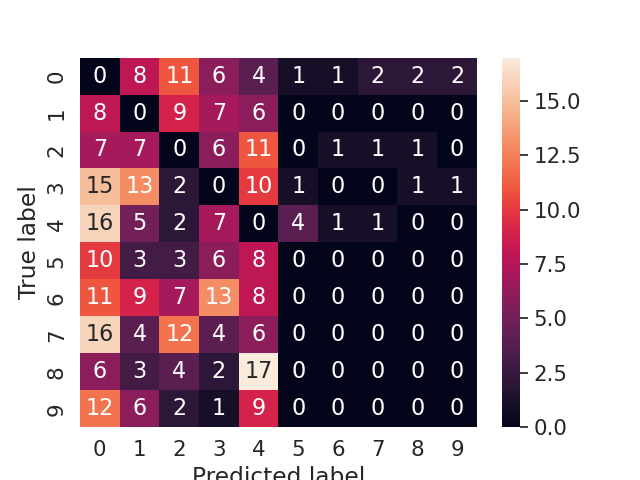 0 0 8 11 6 4 1 1 2 2 2
1 8 0 9 7 6 0 0 0 0 0
2 7 7 0 6 11 0 1 1 1 0
3 15 13 2 0 10 1 0 0 1 1
4 16 5 2 7 0 4 1 1 0 0
5 10 3 3 6 8 0 0 0 0 0
6 11 9 7 13 8 0 0 0 0 0
7 16 4 12 4 6 0 0 0 0 0
8 6 3 4 2 17 0 0 0 0 0
9 12 6 2 1 9 0 0 0 0 0
0 1 2 3 4 5 6 7 8 9
Predicted label
True label
15.0
12.5
10.0
7.5
5.0
2.5
0.0